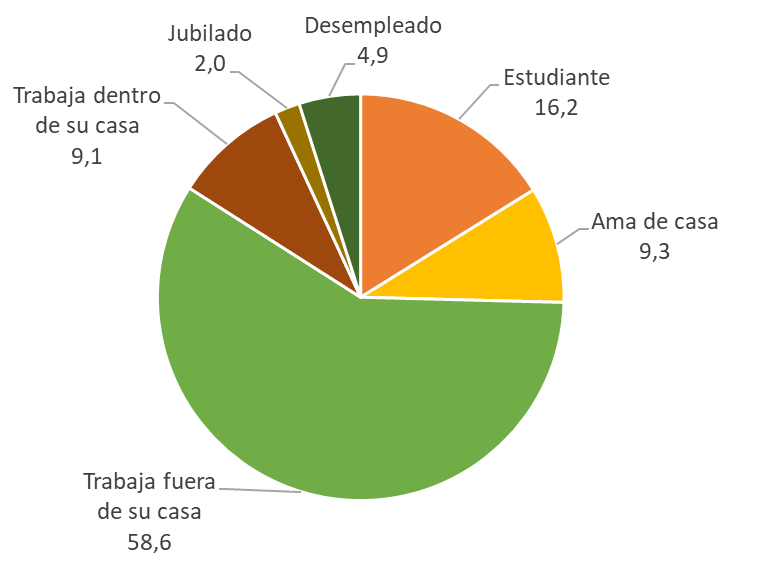 Desempleado
4,9
Jubilado
2,0
Estudiante
16,2
Trabaja dentro
de su casa
9,1
Ama de casa
9,3
Trabaja fuera
de su casa
58,6